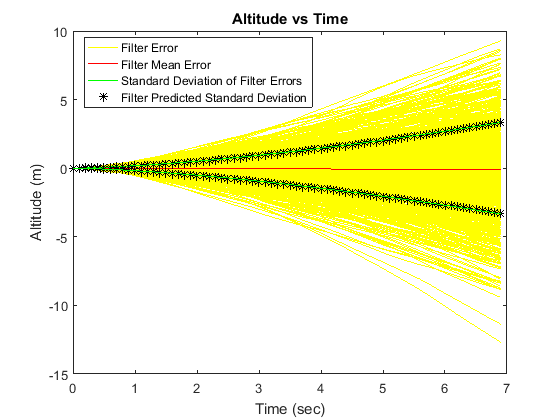 Altitude vs Time
Filter Error
Filter Mean Error
Standard Deviation of Filter Errors
Filter Predicted Standard Deviation
10
5
0
-5
-10
-15
Altitude (m)
0 1 2 3 4 5 6 7
Time (sec)